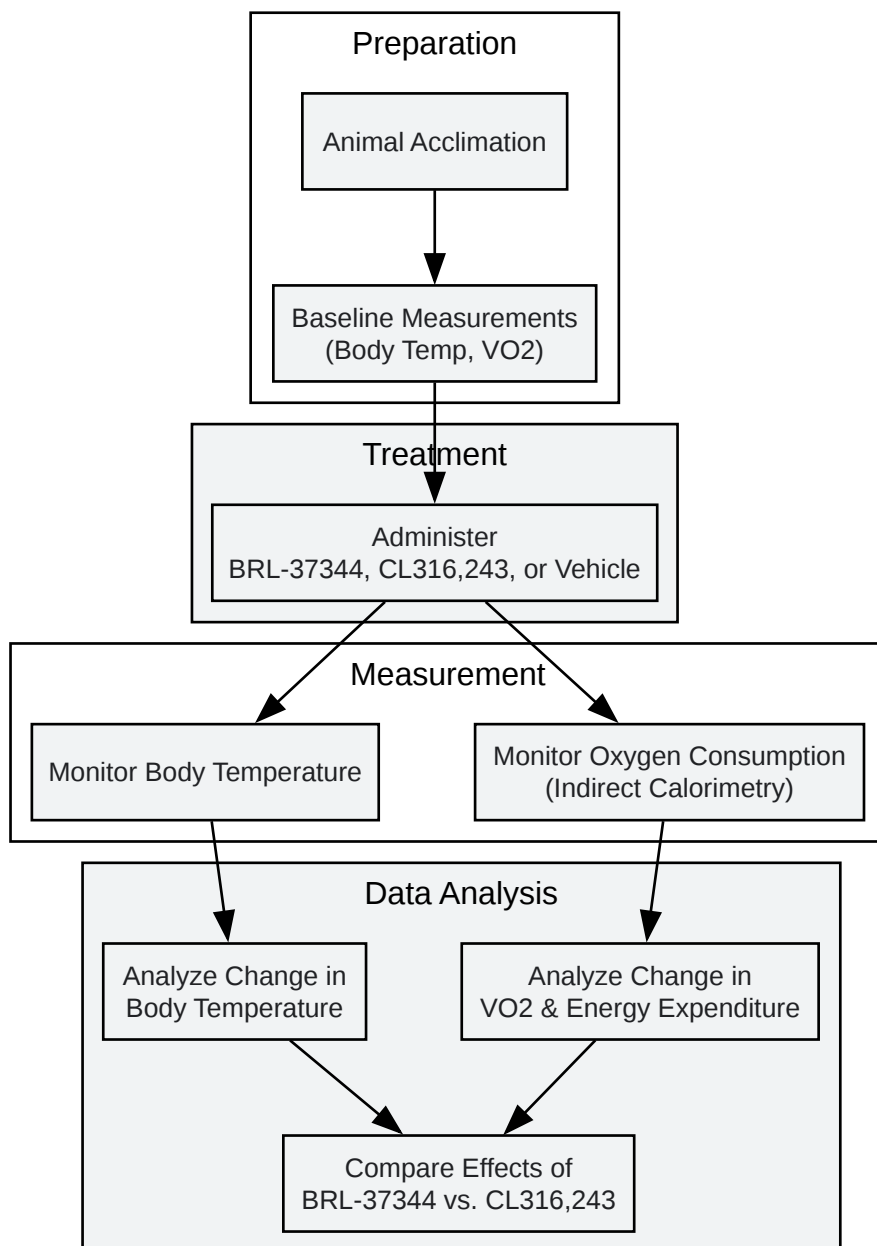 Preparation
Animal Acclimation
Baseline Measurements
(Body Temp, VO2)
Treatment
Administer
BRL-37344, CL316,243, or Vehicle
Measurement
Monitor Body Temperature
Monitor Oxygen Consumption
(Indirect Calorimetry)
Data Analysis
Analyze Change in
Body Temperature
Analyze Change in
VO2 & Energy Expenditure
Compare Effects of
BRL-37344 vs. CL316,243